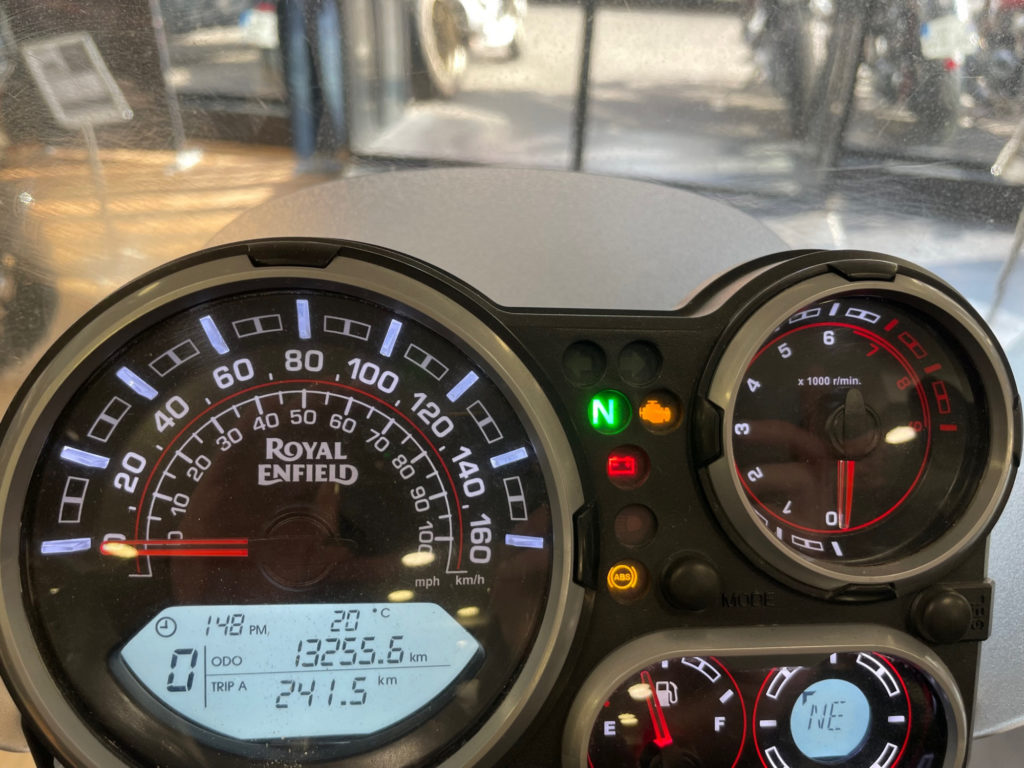 0 20 40 60 80 100 120 140 160
0 10 20 30 40 50 60 70 80 90 100
ROYAL
ENFIELD
mph km/h
148 PM
20 °C
0
ODO 13255.6 km
TRIP A 241.5 km
N
ABS
MODE
x 1000 r/min.
0 1 2 3 4 5 6 7 8 9
E F
NE